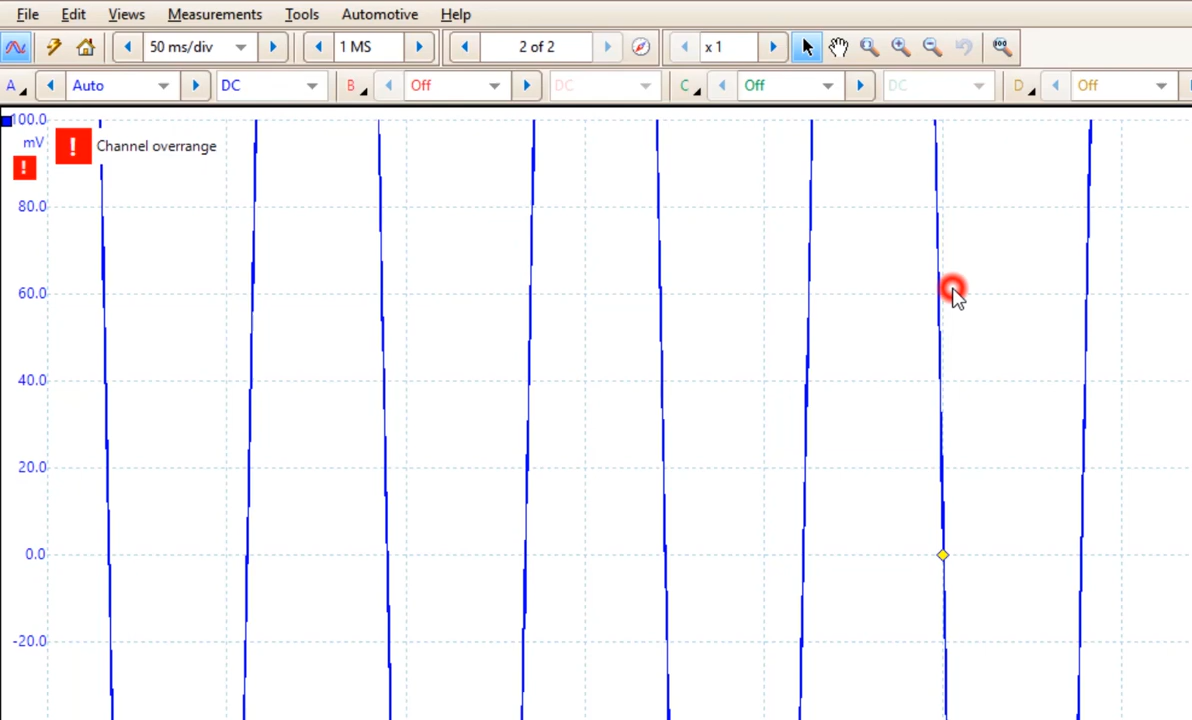 File Edit Views Measurements Tools Automotive Help
50 ms/div 1 MS 2 of 2 x 1
A Auto DC B Off DC C Off DC D Off
100.0
mV
! ! Channel overrange
80.0
60.0
40.0
20.0
0.0
-20.0